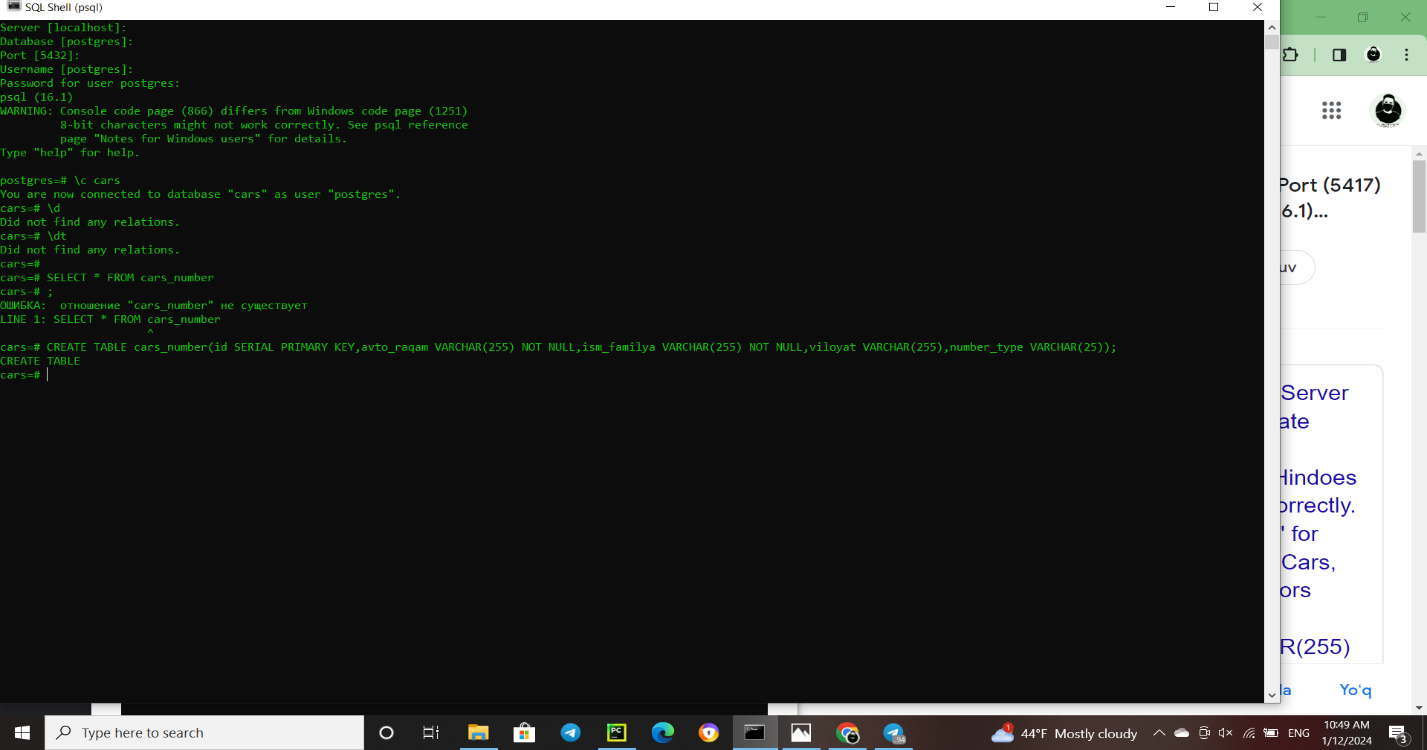 SQL Shell (psql)
Server [localhost]:
Database [postgres]:
Port [5432]:
Username [postgres]:
Password for user postgres:
psql (16.1)
WARNING: Console code page (866) differs from Windows code page (1251)
         8-bit characters might not work correctly. See psql reference
         page "Notes for Windows users" for details.
Type "help" for help.
postgres=# \c cars
You are now connected to database "cars" as user "postgres".
cars=# \d
Did not find any relations.
cars=# \dt
Did not find any relations.
cars=#
cars=# SELECT * FROM cars_number
cars-# ;
ОШИБКА:  отношение "cars_number" не существует
LINE 1: SELECT * FROM cars_number
                      ^
cars=# CREATE TABLE cars_number(id SERIAL PRIMARY KEY,avto_raqam VARCHAR(255) NOT NULL,ism_familya VARCHAR(255) NOT NULL,viloyat VARCHAR(255),number_type VARCHAR(25));
CREATE TABLE
cars=#
Port (5417)
6.1)...
uv
Server
ate
Hindoes
orrectly.
" for
Cars,
ors
R(255)
la
Yo'q
Type here to search
PC
94
1
44°F Mostly cloudy
ENG
10:49 AM
1/12/2024
3